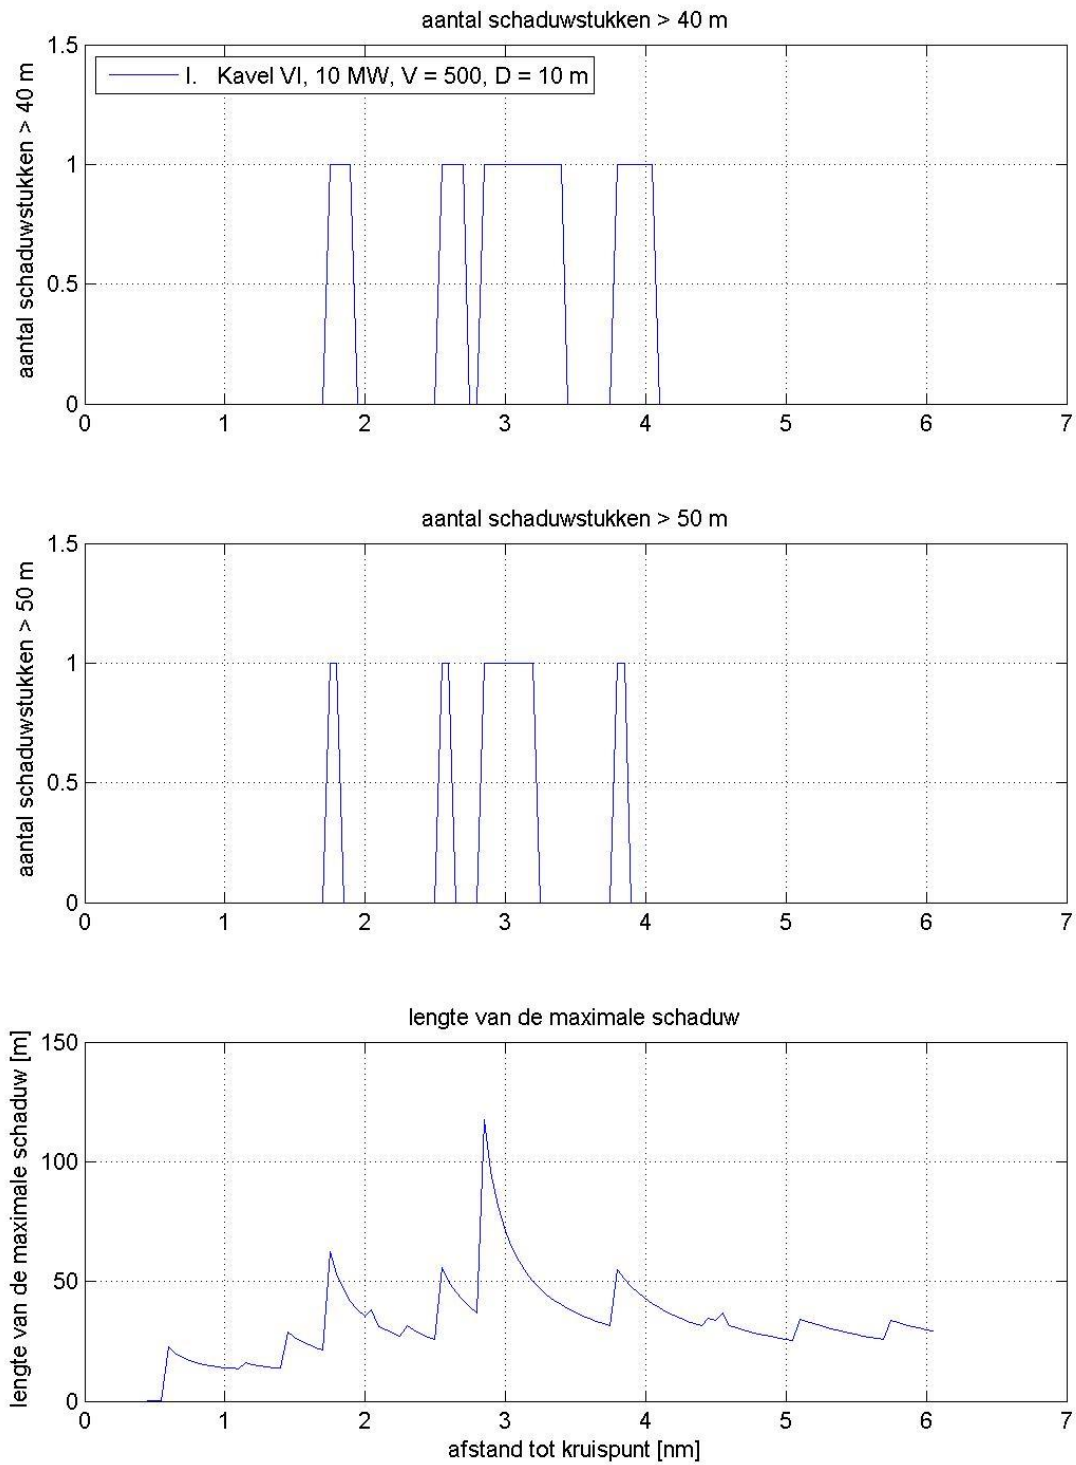 aantal schaduwstukken > 40 m
aantal schaduwstukken > 40 m
1.5
1
0.5
0
I. Kavel VI, 10 MW, V = 500, D = 10 m
0 1 2 3 4 5 6 7
aantal schaduwstukken > 50 m
aantal schaduwstukken > 50 m
1.5
1
0.5
0
0 1 2 3 4 5 6 7
lengte van de maximale schaduw
lengte van de maximale schaduw [m]
150
100
50
0
0 1 2 3 4 5 6 7
afstand tot kruispunt [nm]